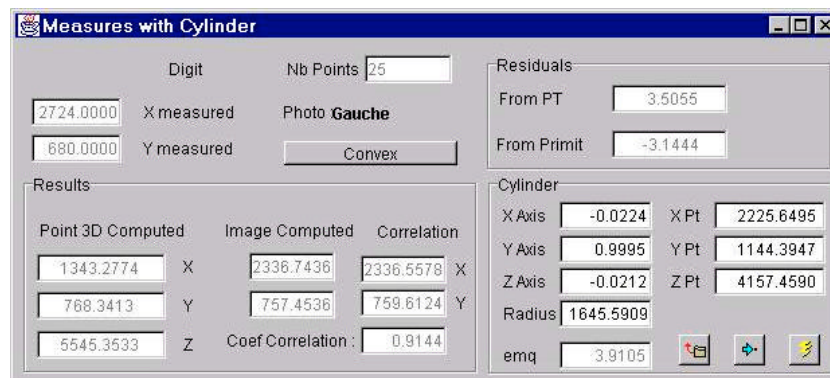 Measures with Cylinder
Digit
Nb Points 25
2724.0000 X measured
Photo : Gauche
680.0000 Y measured
Convex
Residuals
From PT 3.5055
From Primit -3.1444
Results
Point 3D Computed Image Computed Correlation
1343.2774 X 2336.7436 2336.5578 X
768.3413 Y 757.4536 759.6124 Y
5545.3533 Z Coef Correlation : 0.9144
Cylinder
X Axis -0.0224 X Pt 2225.6495
Y Axis 0.9995 Y Pt 1144.3947
Z Axis -0.0212 Z Pt 4157.4590
Radius 1645.5909
emq 3.9105